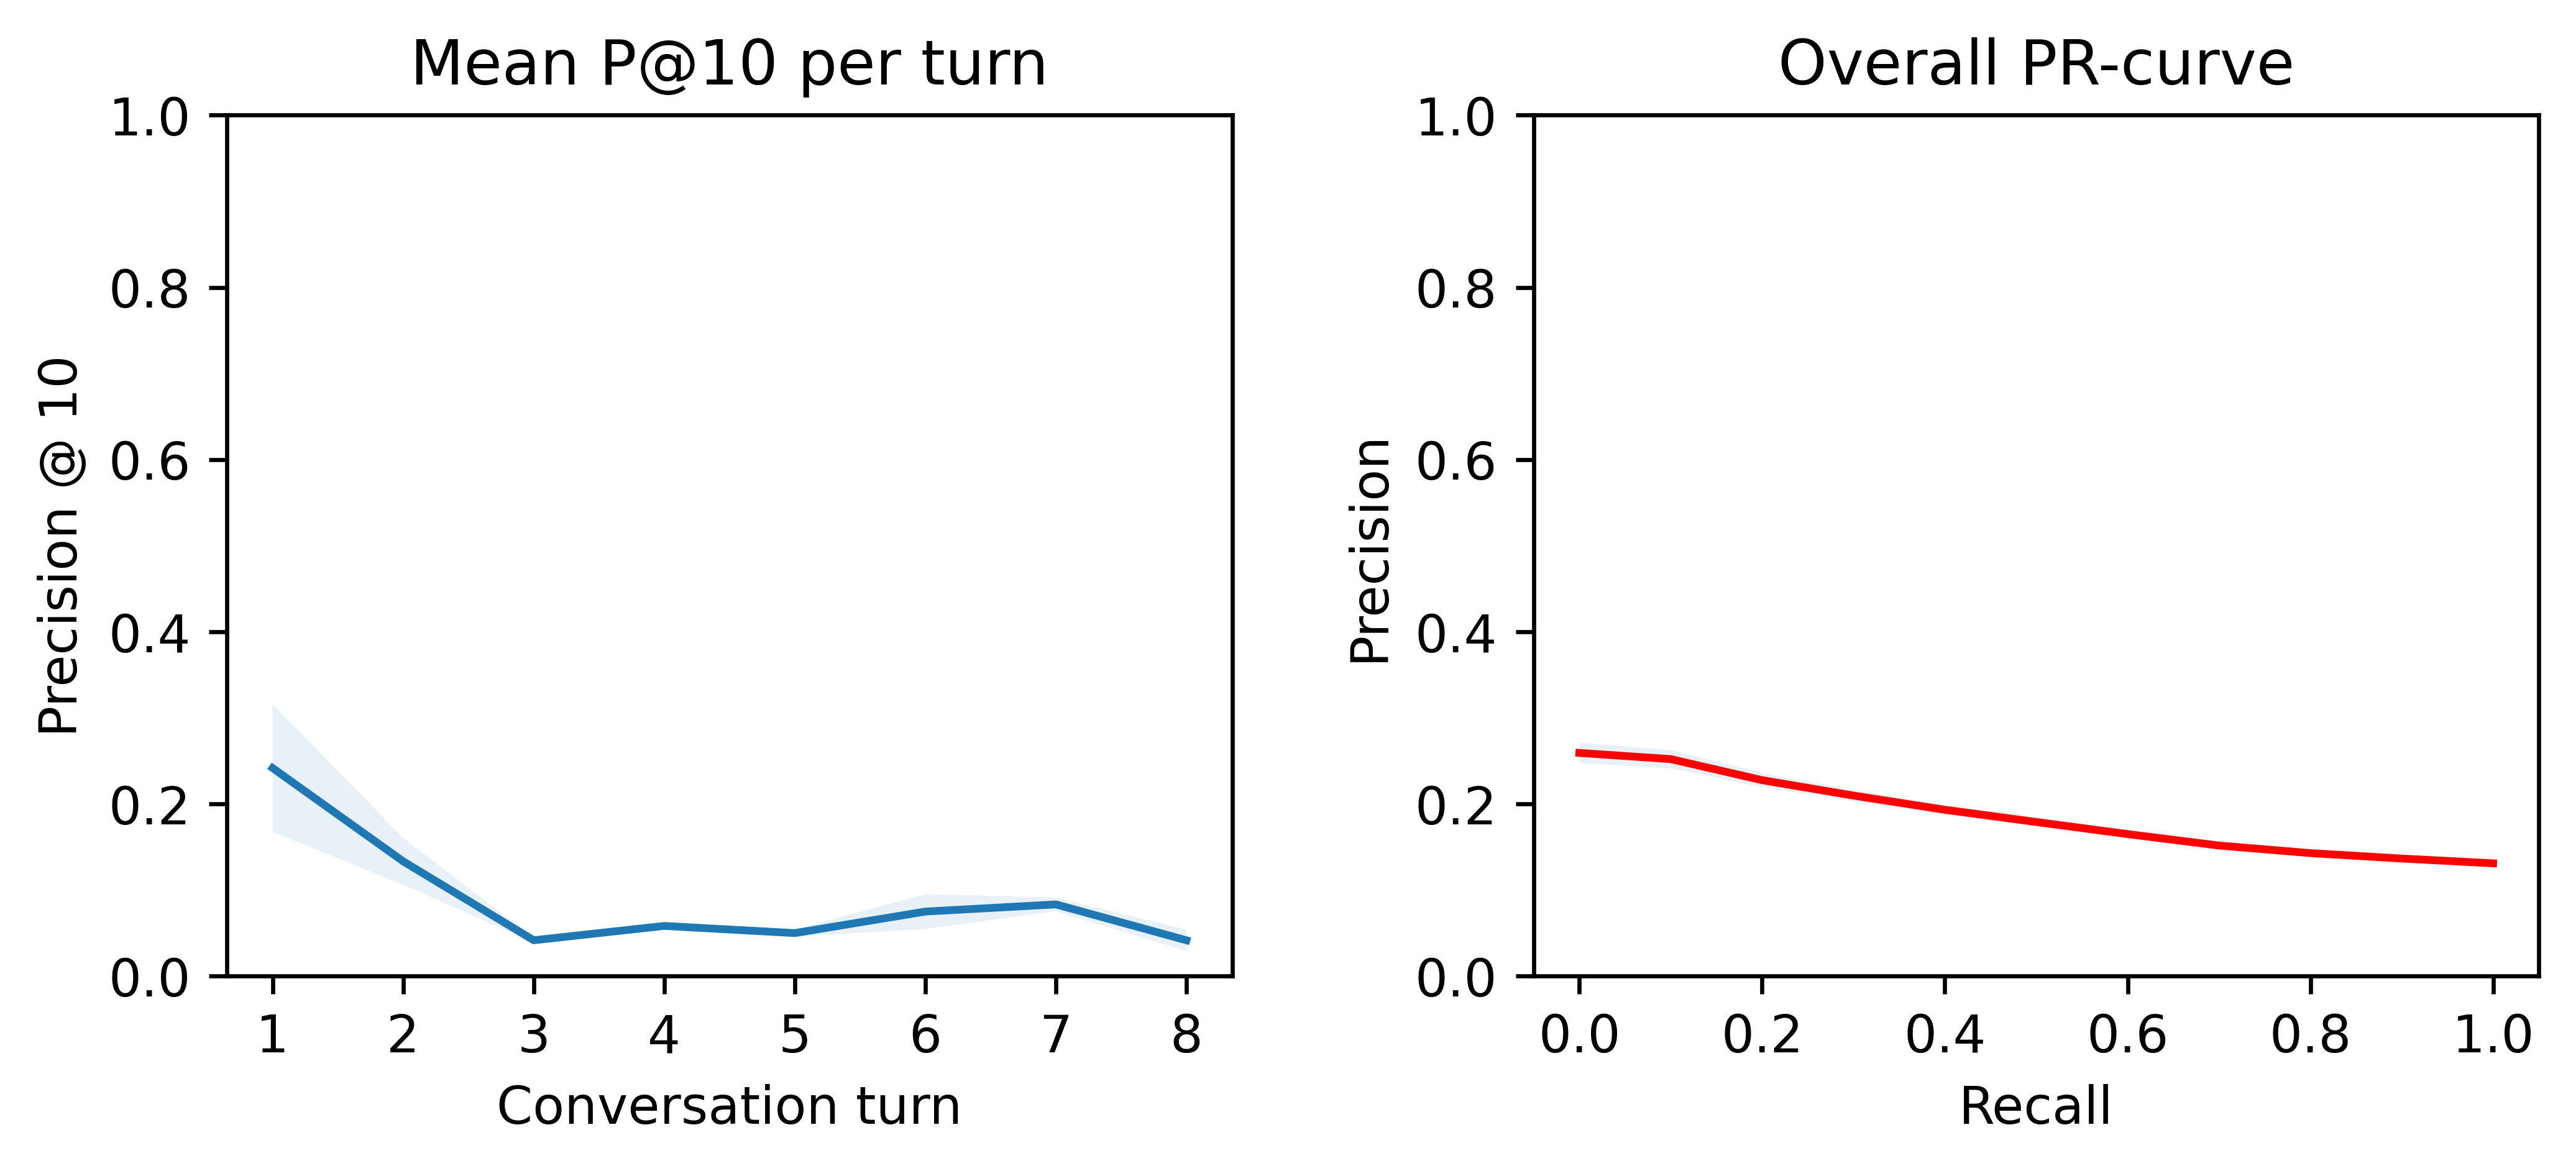 Mean P@10 per turn
1.0
0.8
0.6
0.4
0.2
0.0
Precision @ 10
1 2 3 4 5 6 7 8
Conversation turn
Overall PR-curve
1.0
0.8
0.6
0.4
0.2
0.0
Precision
0.0 0.2 0.4 0.6 0.8 1.0
Recall